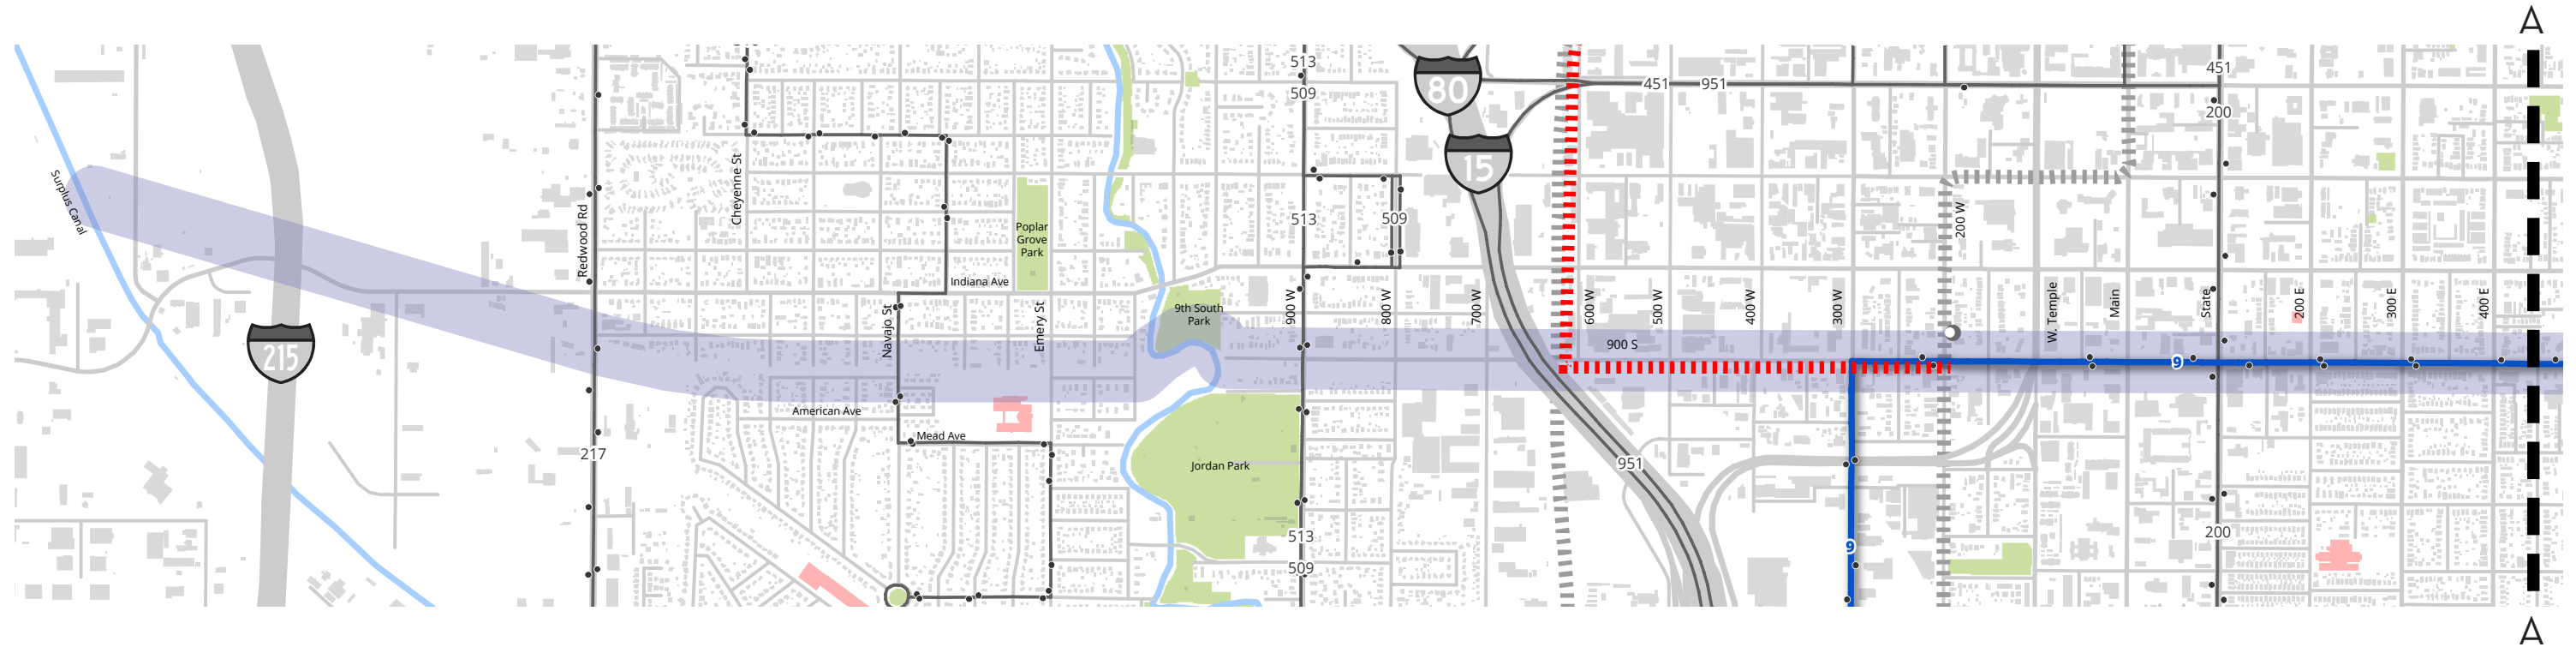 A
513
509
80
451
951
451
200
15
Surplus Canal
Redwood Rd
Cheyenne St
Poplar
Grove
Park
513
509
200 W
Indiana Ave
9th South
Park
Navajo St
Emery St
900 W
800 W
700 W
600 W
500 W
400 W
300 W
W. Temple
Main
State
200 E
300 E
400 E
900 S
215
9
American Ave
Mead Ave
217
Jordan Park
951
513
509
9
200
A